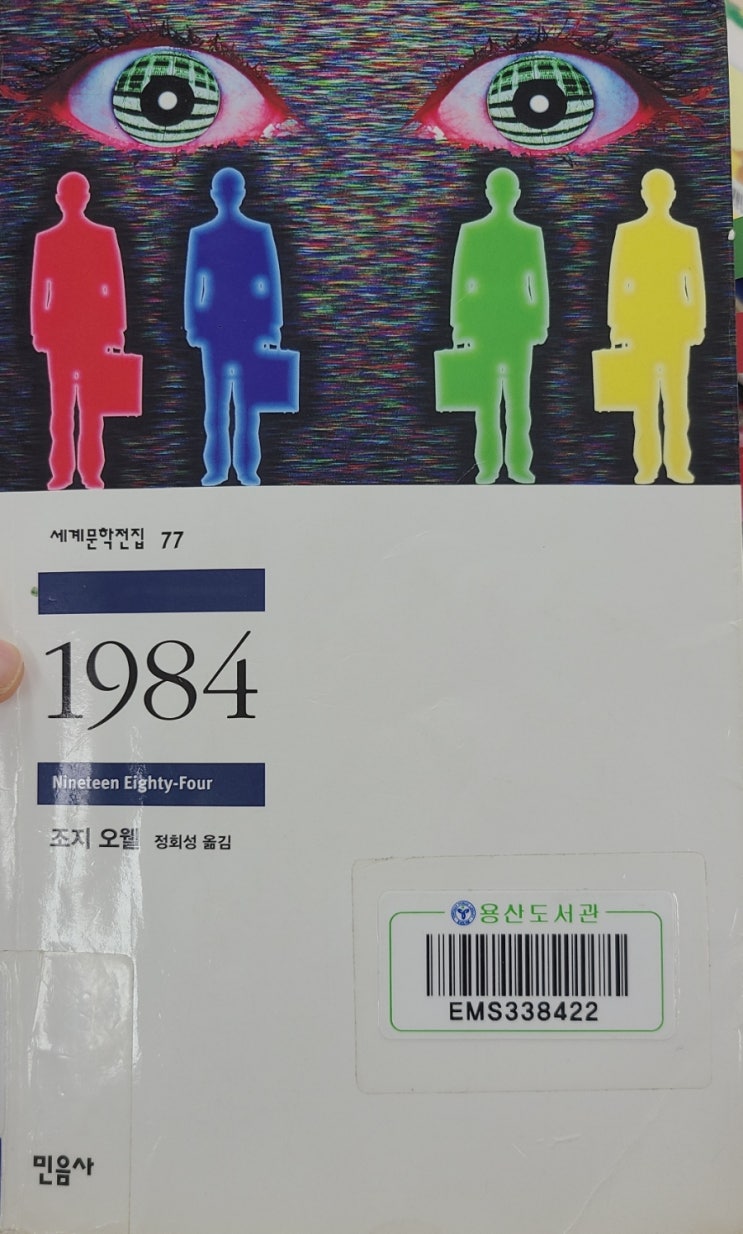 세계문학전집 77
1984
Nineteen Eighty-Four
조지 오웰 정회성 옮김
용산도서관
EMS338422
민음사